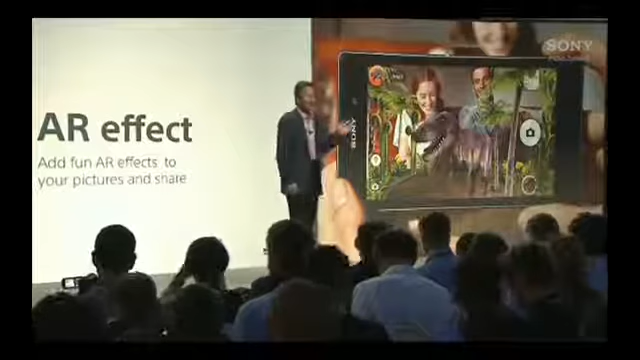 AR effect
Add fun AR effects to
your pictures and share
SONY
SONY